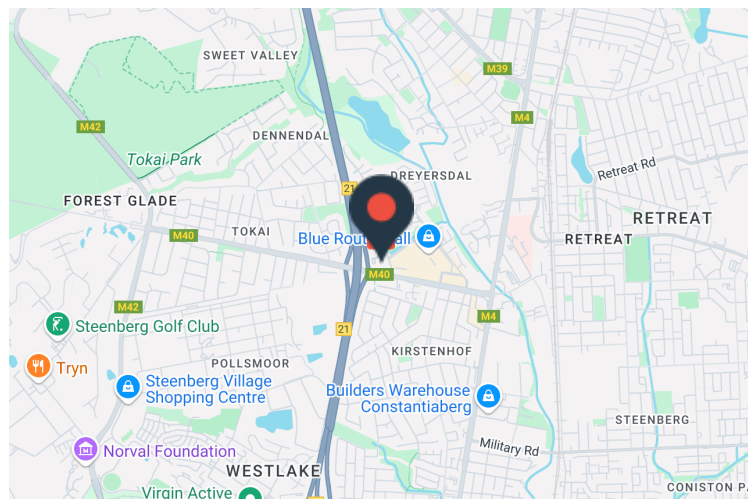 SWEET VALLEY
M39
M42
M4
DENNENDAL
Tokai Park
Retreat Rd
DREYERSDAL
21
FOREST GLADE
RETREAT
TOKAI
M40
Blue Rou all
RETREAT
M40
M42
M4
Steenberg Golf Club
21
KIRSTENHOF
POLLSMOOR
Tryn
Steenberg Village
Shopping Centre
Builders Warehouse
Constantiaberg
STEENBERG
Military Rd
Norval Foundation
WESTLAKE
CONISTON P
Virgin Active